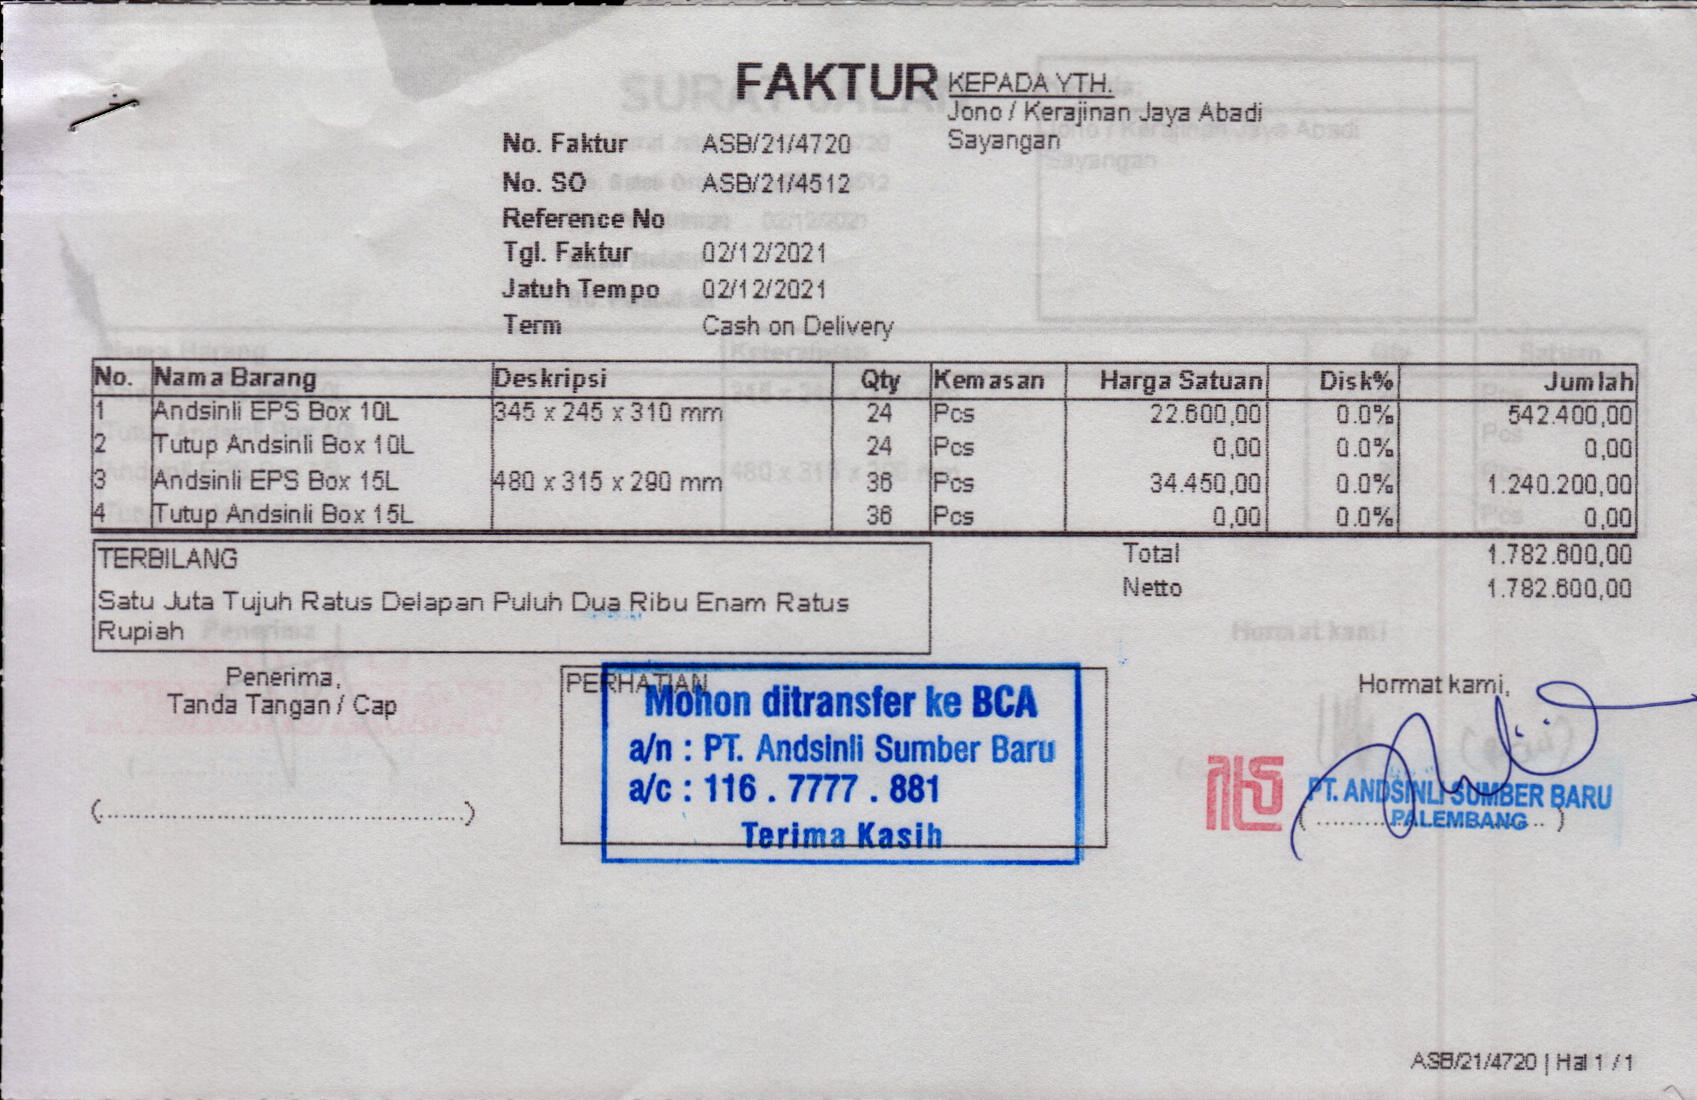 FAKTUR
KEPADA YTH.
Jono / Kerajinan Jaya Abadi
Sayangan
No. Faktur ASB/21/4720
No. SO ASB/21/4512
Reference No
Tgl. Faktur 02/12/2021
Jatuh Tempo 02/12/2021
Term Cash on Delivery
No. Nama Barang Deskripsi Qty Kemasan Harga Satuan Disk% Jumlah
1 Andsinli EPS Box 10L 345 x 245 x 310 mm 24 Pcs 22.600,00 0.0% 542.400,00
2 Tutup Andsinli Box 10L 24 Pcs 0,00 0.0% 0,00
3 Andsinli EPS Box 15L 480 x 315 x 290 mm 36 Pcs 34.450,00 0.0% 1.240.200,00
4 Tutup Andsinli Box 15L 36 Pcs 0,00 0.0% 0,00
Total 1.782.600,00
Netto 1.782.600,00
TERBILANG
Satu Juta Tujuh Ratus Delapan Puluh Dua Ribu Enam Ratus
Rupiah
Penerima,
Tanda Tangan / Cap
(................................................)
PERHATIAN
Mohon ditransfer ke BCA
a/n : PT. Andsinli Sumber Baru
a/c : 116 . 7777 . 881
Terima Kasih
Hormat kami,
PT. ANDSINLI SUMBER BARU
PALEMBANG
ASB/21/4720 | Hal 1 / 1